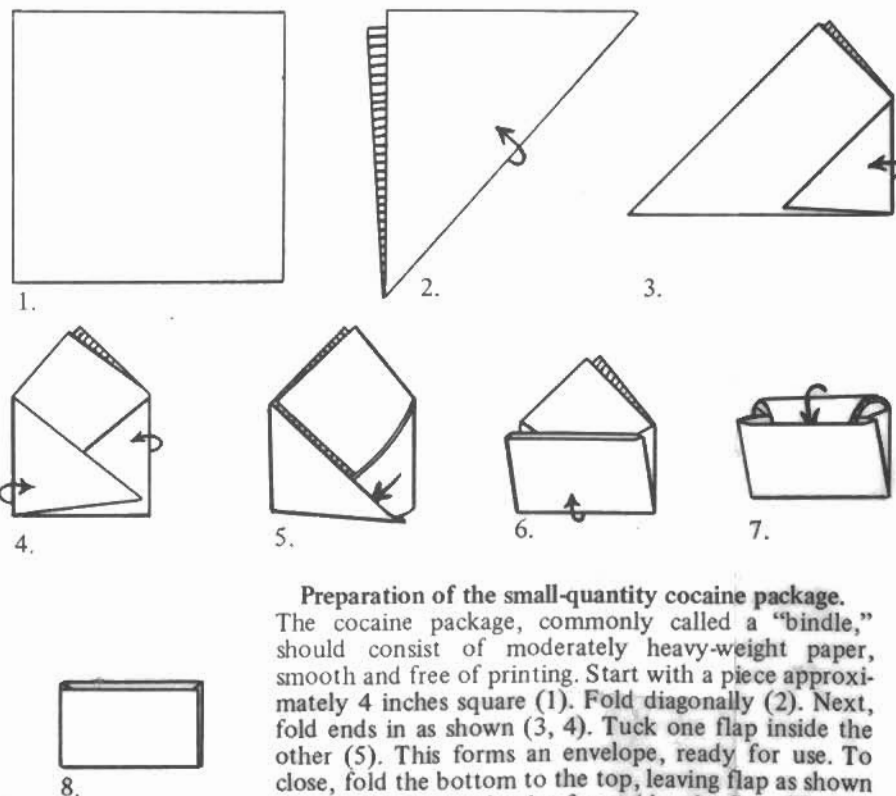 1.
2.
3.
4.
5.
6.
7.
8.
Preparation of the small-quantity cocaine package.
The cocaine package, commonly called a “bindle,”
should consist of moderately heavy-weight paper,
smooth and free of printing. Start with a piece approxi-
mately 4 inches square (1). Fold diagonally (2). Next,
fold ends in as shown (3, 4). Tuck one flap inside the
other (5). This forms an envelope, ready for use. To
close, fold the bottom to the top, leaving flap as shown